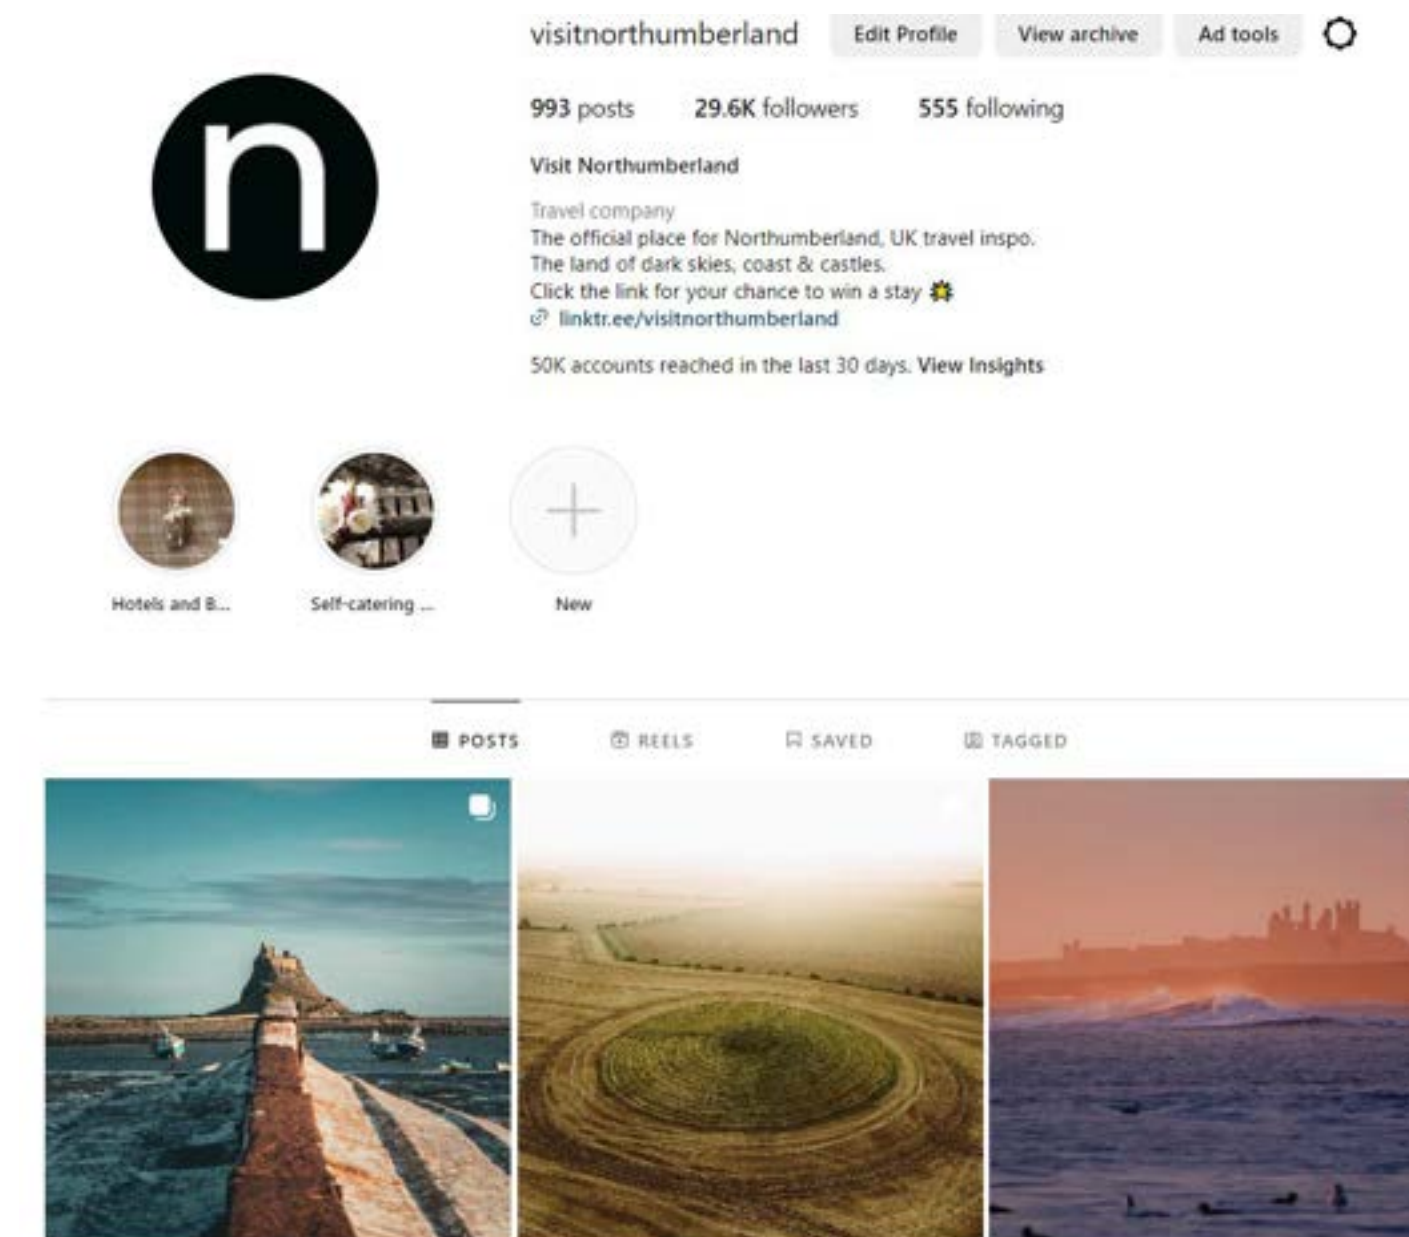 visitnorthumberland Edit Profile View archive Ad tools
993 posts 29.6K followers 555 following
n
Visit Northumberland
Travel company
The official place for Northumberland, UK travel inspo.
The land of dark skies, coast & castles.
Click the link for your chance to win a stay
linktr.ee/visitnorthumberland
50K accounts reached in the last 30 days. View Insights
Hotels and B... Self-catering ... New
POSTS REELS SAVED TAGGED